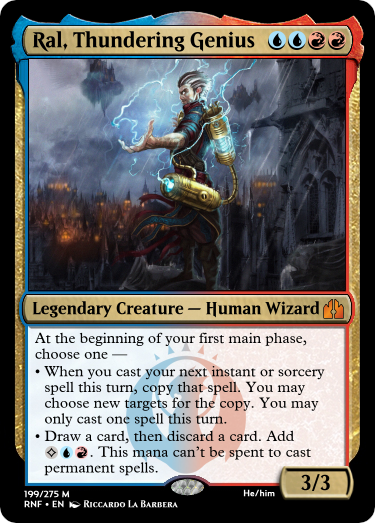 Ral, Thundering Genius
Legendary Creature — Human Wizard
At the beginning of your first main phase,
choose one —
• When you cast your next instant or sorcery
spell this turn, copy that spell. You may
choose new targets for the copy. You may
only cast one spell this turn.
• Draw a card, then discard a card. Add
. This mana can't be spent to cast
permanent spells.
3/3
199/275 M
He/him
RNF • EN Riccardo La Barbera